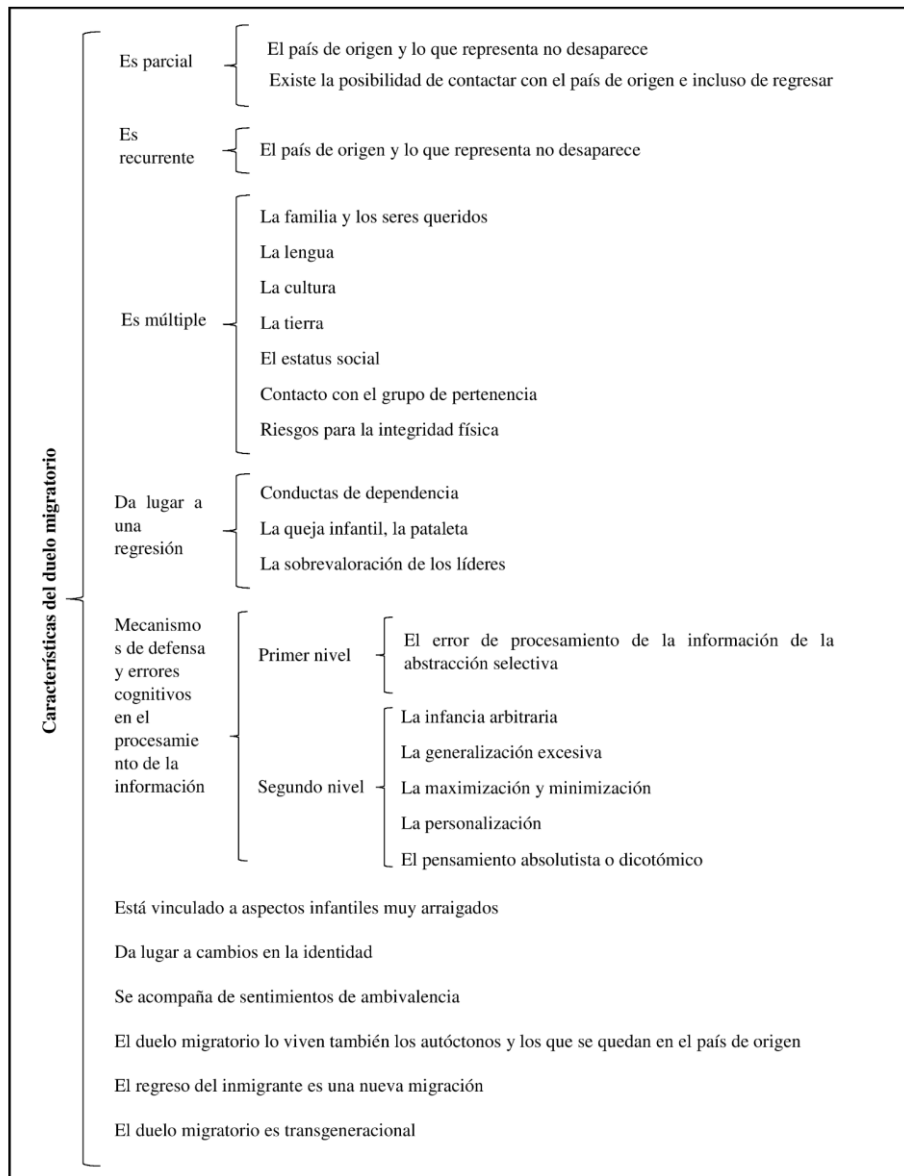 Características del duelo migratorio
Es parcial
El país de origen y lo que representa no desaparece
Existe la posibilidad de contactar con el país de origen e incluso de regresar
Es
recurrente
El país de origen y lo que representa no desaparece
Es múltiple
La familia y los seres queridos
La lengua
La cultura
La tierra
El estatus social
Contacto con el grupo de pertenencia
Riesgos para la integridad física
Da lugar a
una
regresión
Conductas de dependencia
La queja infantil, la pataleta
La sobrevaloración de los líderes
Mecanismo
s de defensa
y errores
cognitivos
en el
procesamie
nto de la
información
Primer nivel
El error de procesamiento de la información de la
abstracción selectiva
Segundo nivel
La infancia arbitraria
La generalización excesiva
La maximización y minimización
La personalización
El pensamiento absolutista o dicotómico
Está vinculado a aspectos infantiles muy arraigados
Da lugar a cambios en la identidad
Se acompaña de sentimientos de ambivalencia
El duelo migratorio lo viven también los autóctonos y los que se quedan en el país de origen
El regreso del inmigrante es una nueva migración
El duelo migratorio es transgeneracional